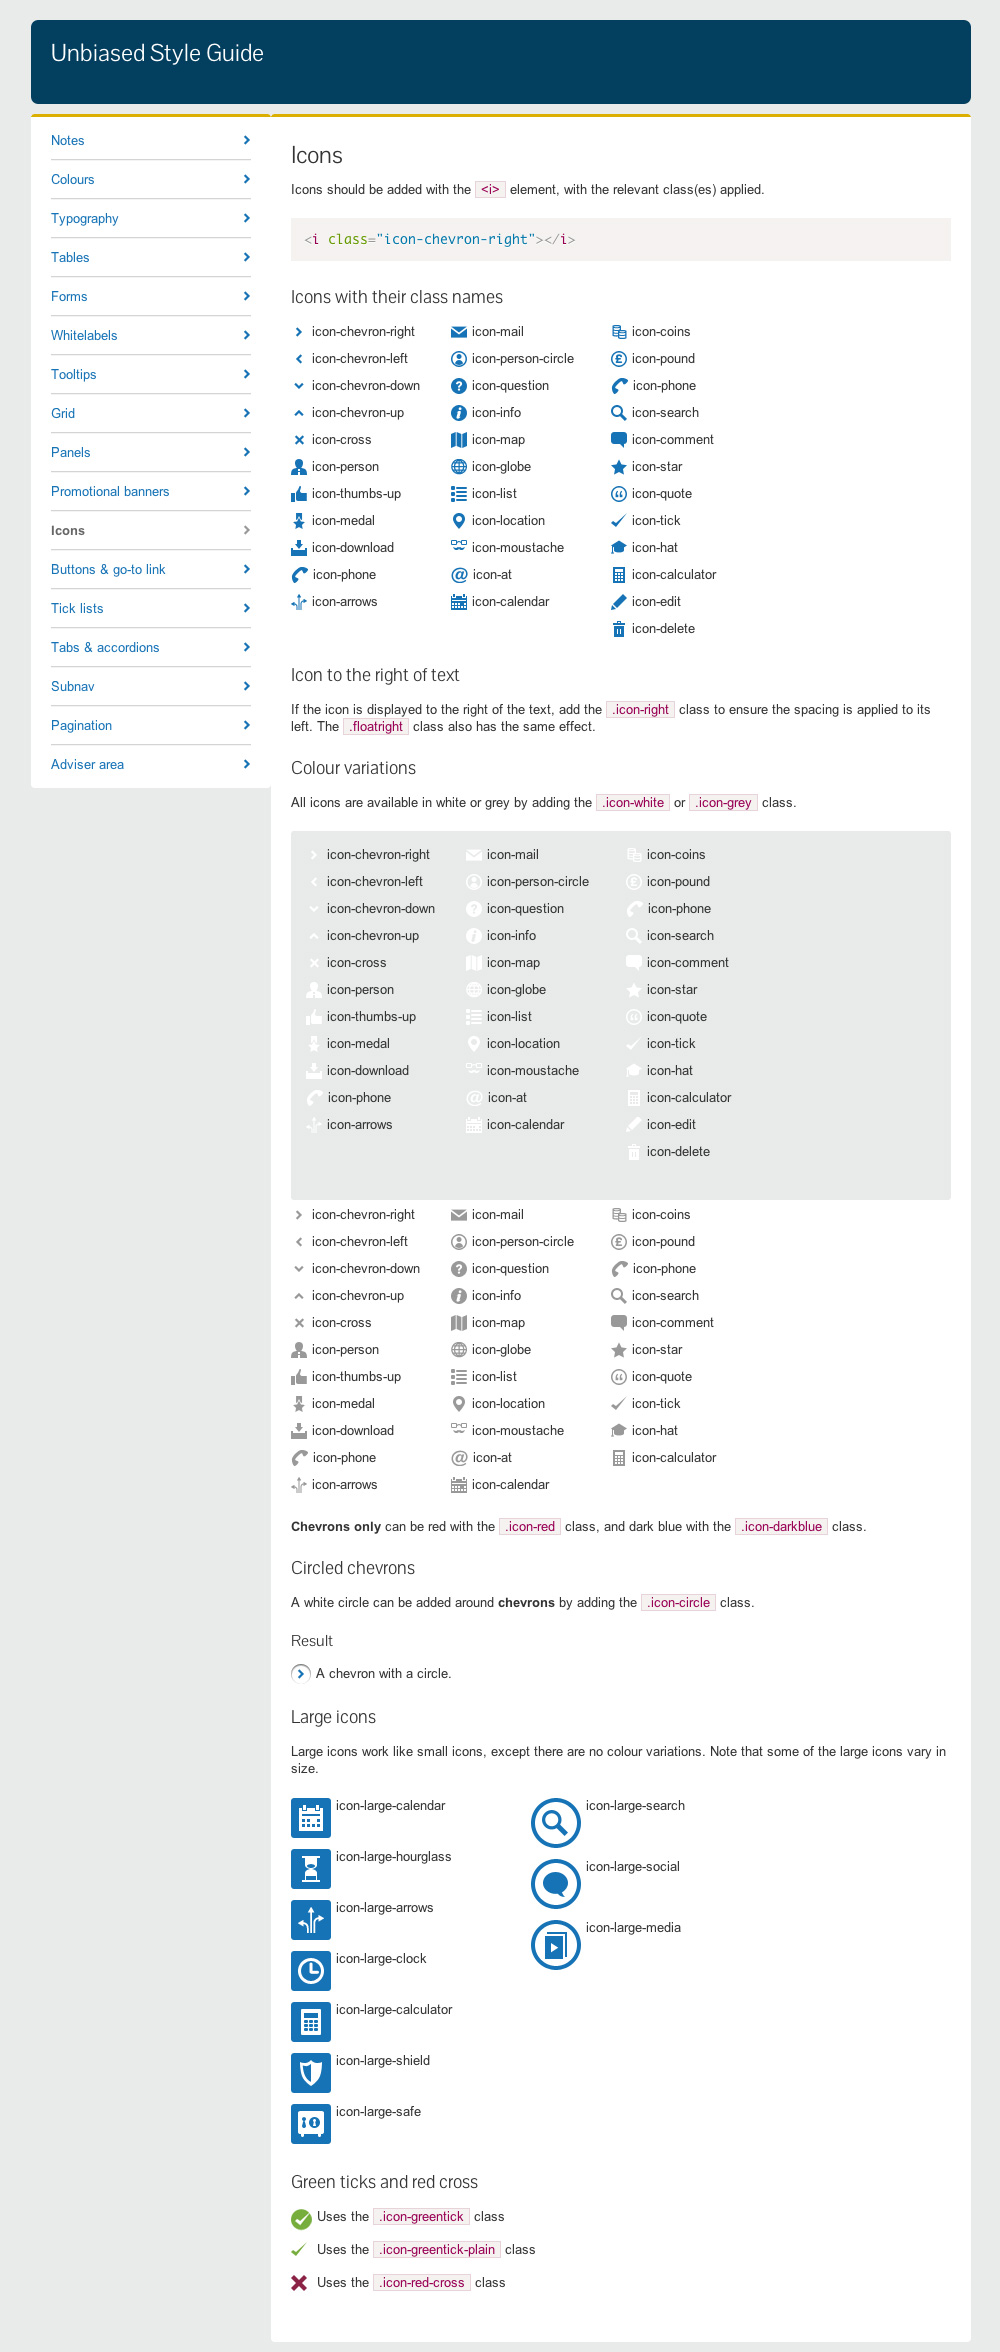 Unbiased Style Guide
Notes
Colours
Typography
Tables
Forms
Whitelabels
Tooltips
Grid
Panels
Promotional banners
Icons
Buttons & go-to link
Tick lists
Tabs & accordions
Subnav
Pagination
Adviser area
Icons
Icons should be added with the <i> element, with the relevant class(es) applied.
<i class="icon-chevron-right"></i>
Icons with their class names
icon-chevron-right
icon-chevron-left
icon-chevron-down
icon-chevron-up
icon-cross
icon-person
icon-thumbs-up
icon-medal
icon-download
icon-phone
icon-arrows
icon-mail
icon-person-circle
icon-question
icon-info
icon-map
icon-globe
icon-list
icon-location
icon-moustache
icon-at
icon-calendar
icon-coins
icon-pound
icon-phone
icon-search
icon-comment
icon-star
icon-quote
icon-tick
icon-hat
icon-calculator
icon-edit
icon-delete
Icon to the right of text
If the icon is displayed to the right of the text, add the .icon-right class to ensure the spacing is applied to its
left. The .floatright class also has the same effect.
Colour variations
All icons are available in white or grey by adding the .icon-white or .icon-grey class.
icon-chevron-right
icon-chevron-left
icon-chevron-down
icon-chevron-up
icon-cross
icon-person
icon-thumbs-up
icon-medal
icon-download
icon-phone
icon-arrows
icon-mail
icon-person-circle
icon-question
icon-info
icon-map
icon-globe
icon-list
icon-location
icon-moustache
icon-at
icon-calendar
icon-coins
icon-pound
icon-phone
icon-search
icon-comment
icon-star
icon-quote
icon-tick
icon-hat
icon-calculator
icon-edit
icon-delete
icon-chevron-right
icon-chevron-left
icon-chevron-down
icon-chevron-up
icon-cross
icon-person
icon-thumbs-up
icon-medal
icon-download
icon-phone
icon-arrows
icon-mail
icon-person-circle
icon-question
icon-info
icon-map
icon-globe
icon-list
icon-location
icon-moustache
icon-at
icon-calendar
icon-coins
icon-pound
icon-phone
icon-search
icon-comment
icon-star
icon-quote
icon-tick
icon-hat
icon-calculator
Chevrons only can be red with the .icon-red class, and dark blue with the .icon-darkblue class.
Circled chevrons
A white circle can be added around chevrons by adding the .icon-circle class.
Result
A chevron with a circle.
Large icons
Large icons work like small icons, except there are no colour variations. Note that some of the large icons vary in
size.
icon-large-calendar
icon-large-hourglass
icon-large-arrows
icon-large-clock
icon-large-calculator
icon-large-shield
icon-large-safe
icon-large-search
icon-large-social
icon-large-media
Green ticks and red cross
Uses the .icon-greentick class
Uses the .icon-greentick-plain class
Uses the .icon-red-cross class